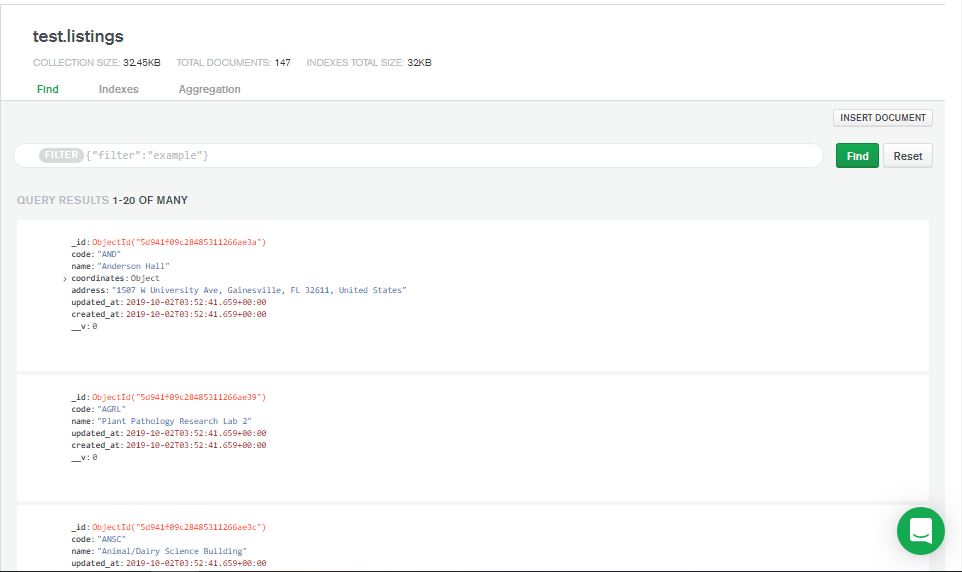 test.listings
COLLECTION SIZE: 32.45KB TOTAL DOCUMENTS: 147 INDEXES TOTAL SIZE: 32KB
Find Indexes Aggregation
INSERT DOCUMENT
FILTER {"filter":"example"}
Find Reset
QUERY RESULTS 1-20 OF MANY
_id: ObjectId("5d941f09c28485311266ae3a")
code: "AND"
name: "Anderson Hall"
> coordinates: Object
address: "1507 W University Ave, Gainesville, FL 32611, United States"
updated_at: 2019-10-02T03:52:41.659+00:00
created_at: 2019-10-02T03:52:41.659+00:00
__v: 0
_id: ObjectId("5d941f09c28485311266ae39")
code: "AGRL"
name: "Plant Pathology Research Lab 2"
updated_at: 2019-10-02T03:52:41.659+00:00
created_at: 2019-10-02T03:52:41.659+00:00
__v: 0
_id: ObjectId("5d941f09c28485311266ae3c")
code: "ANSC"
name: "Animal/Dairy Science Building"
updated_at: 2019-10-02T03:52:41.659+00:00